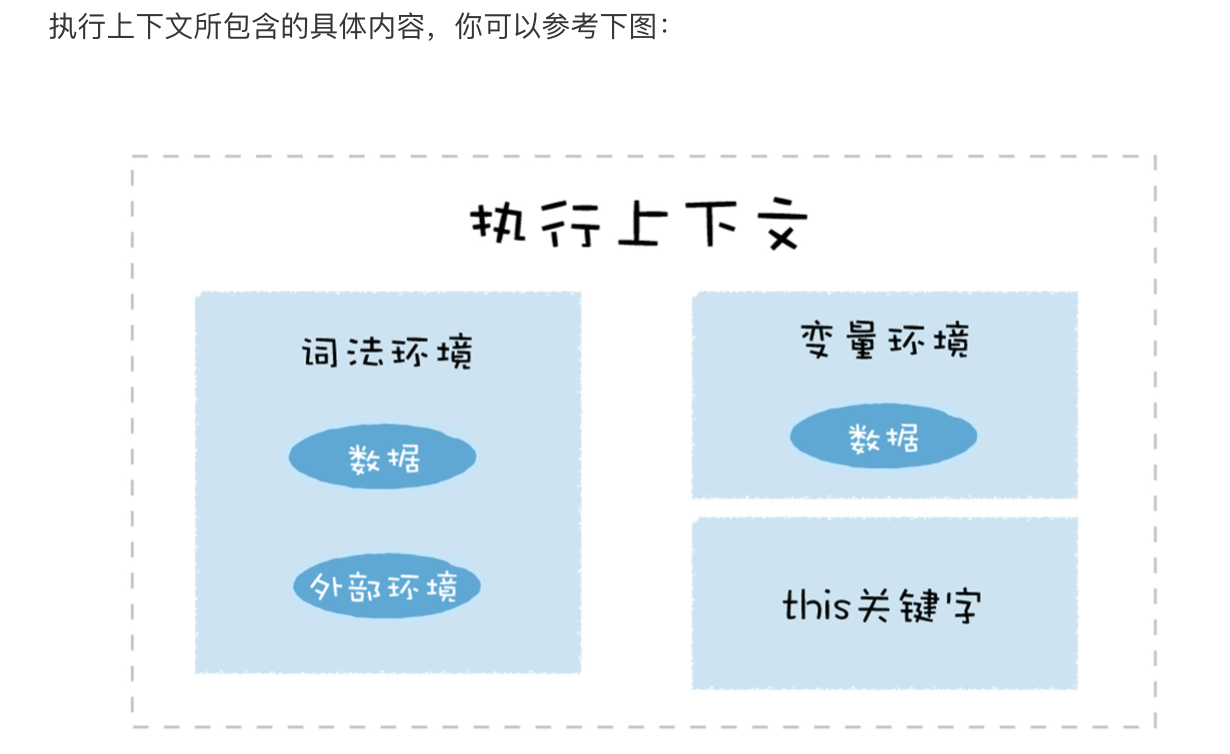 执行上下文所包含的具体内容，你可以参考下图：
执行上下文
词法环境
数据
外部环境
变量环境
数据
this关键字